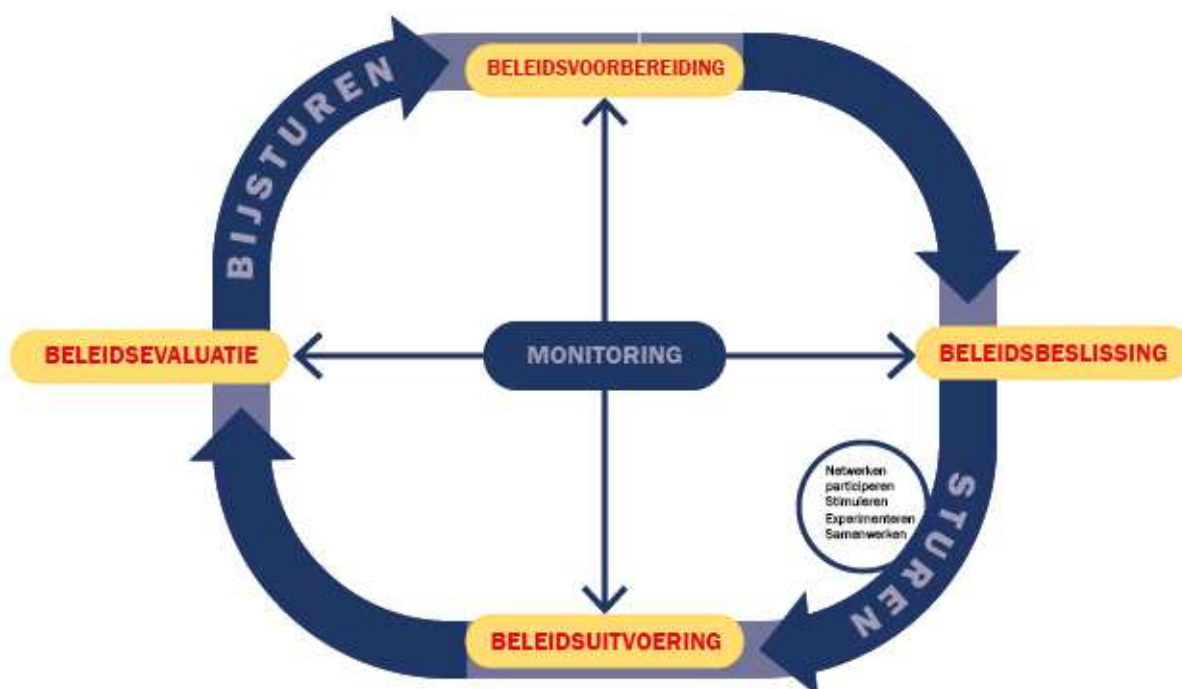 BIJSTUREN
BELEIDSVOORBEREIDING
BELEIDSEVALUATIE
MONITORING
BELEIDSBESLISSING
Netwerken
participeren
Stimuleren
Experimenteren
Samenwerken
STUREN
BELEIDSUITVOERING